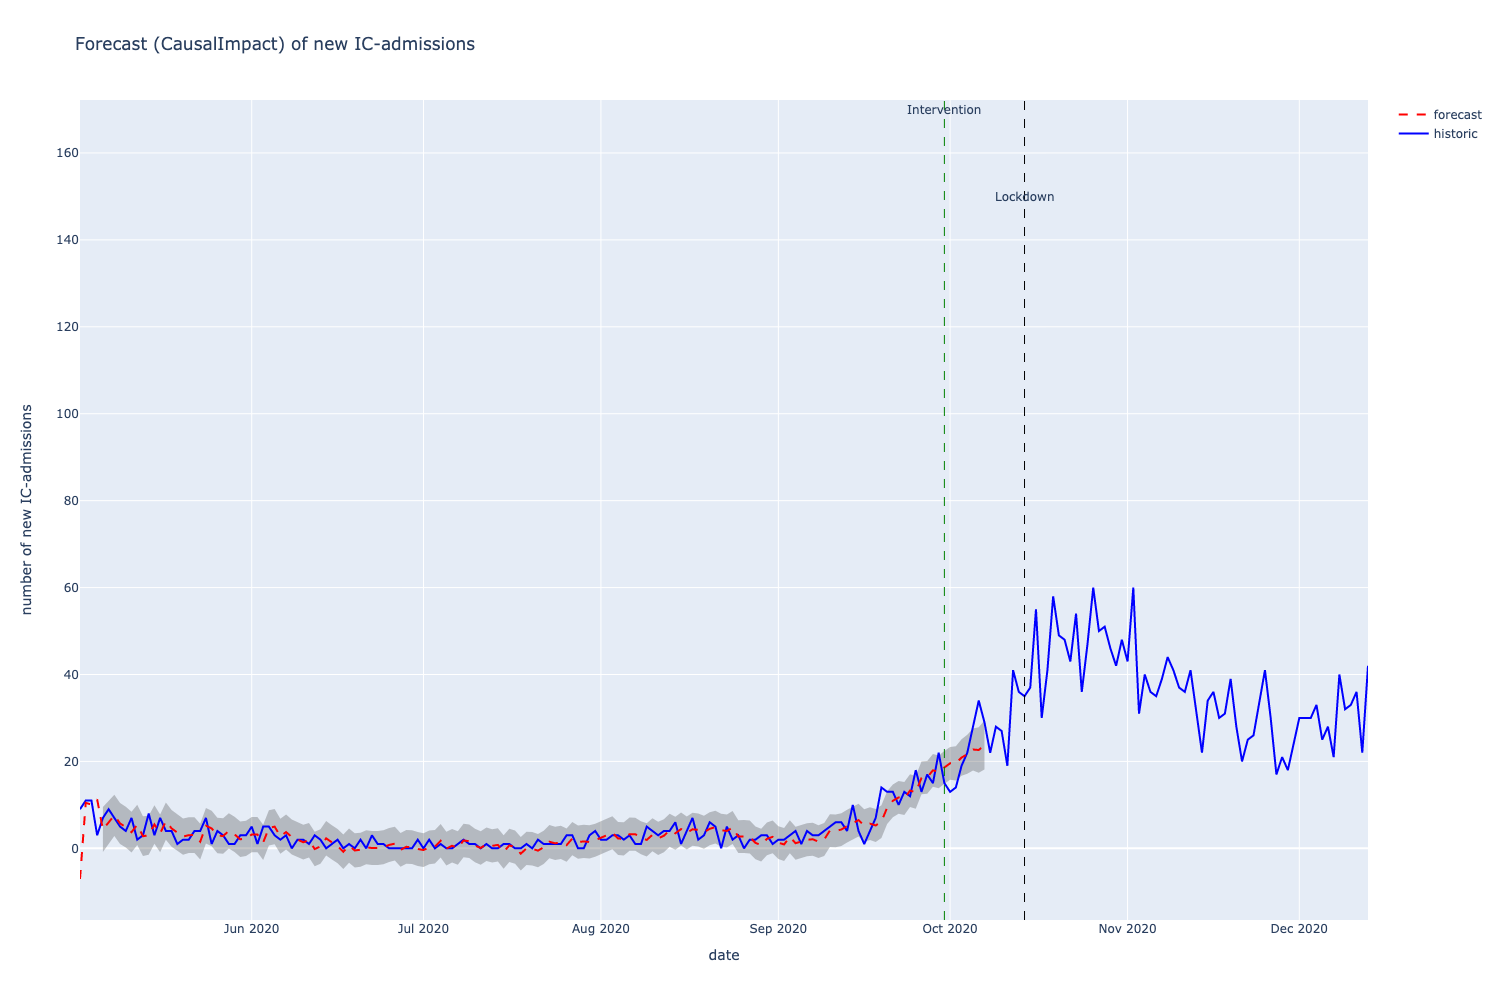 Forecast (CausalImpact) of new IC-admissions
forecast
historic
Intervention
Lockdown
160
140
120
100
80
60
40
20
0
number of new IC-admissions
Jun 2020
Jul 2020
Aug 2020
Sep 2020
Oct 2020
Nov 2020
Dec 2020
date